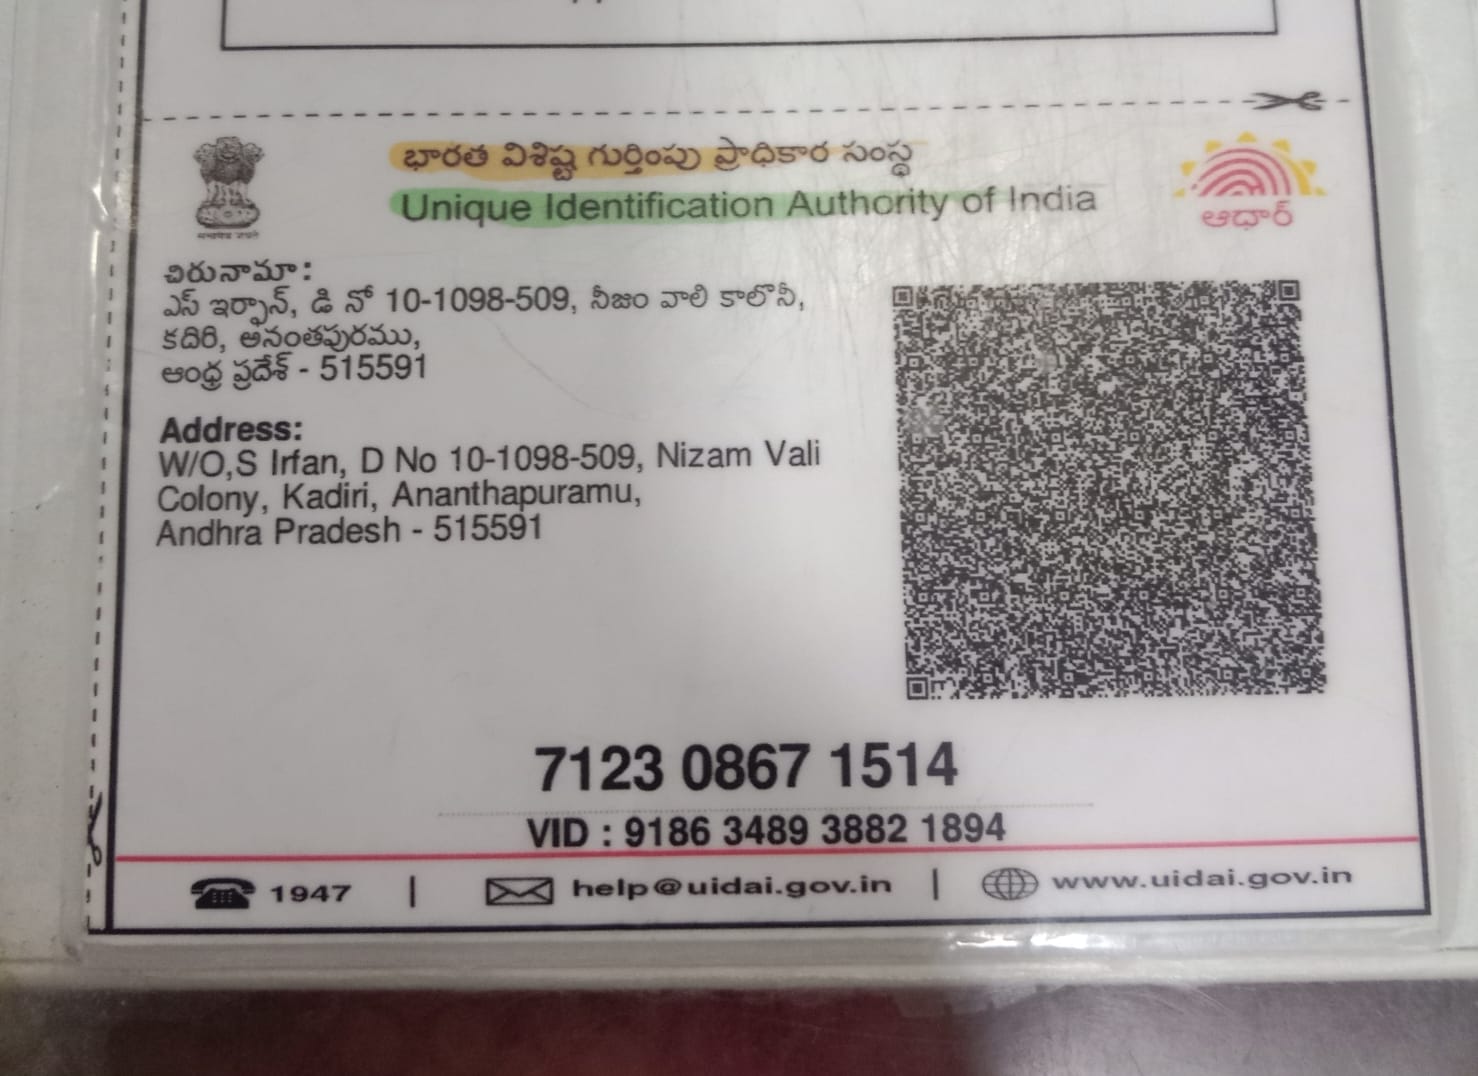 భారత విశిష్ట గుర్తింపు ప్రాధికార సంస్థ
Unique Identification Authority of India
ఆధార్
చిరునామా:
ఎస్ ఇర్ఫాన్, డి నో 10-1098-509, నీజం వాలి కాలొనీ,
కదిరి, అనంతపురము,
ఆంధ్ర ప్రదేశ్ - 515591
Address:
W/O,S Irfan, D No 10-1098-509, Nizam Vali
Colony, Kadiri, Ananthapuramu,
Andhra Pradesh - 515591
7123 0867 1514
VID : 9186 3489 3882 1894
1947 | help@uidai.gov.in | www.uidai.gov.in